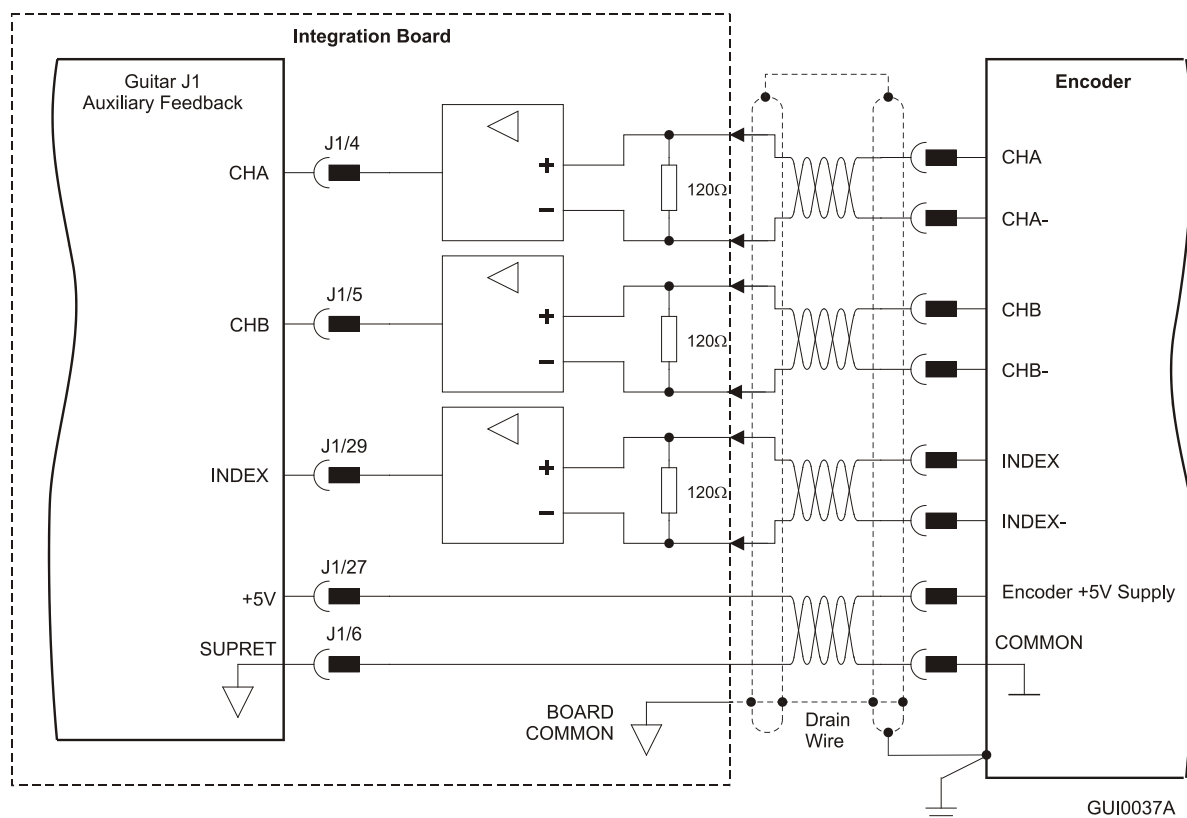 Integration Board
Guitar J1
Auxiliary Feedback
Encoder
J1/4
CHA
+
-
120Ω
CHA
CHA-
J1/5
CHB
+
-
120Ω
CHB
CHB-
J1/29
INDEX
+
-
120Ω
INDEX
INDEX-
J1/27
+5V
Encoder +5V Supply
J1/6
SUPRET
COMMON
BOARD
COMMON
Drain
Wire
GUI0037A